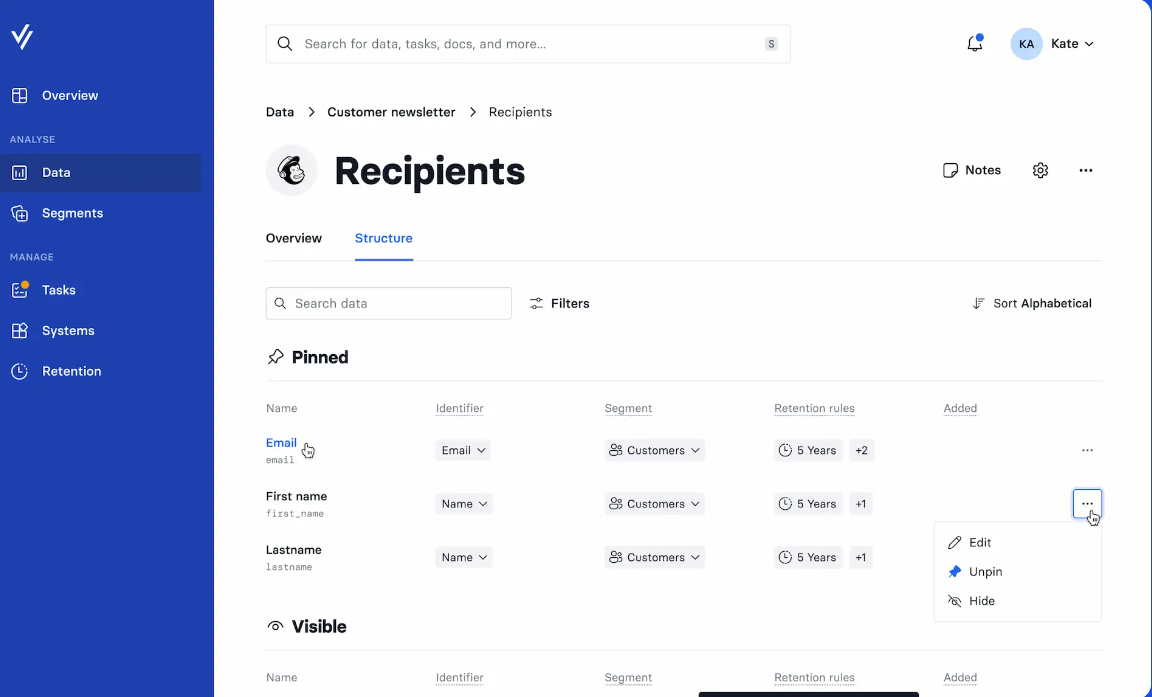 Search for data, tasks, docs, and more... S
KA Kate
Overview
ANALYSE
Data
Segments
MANAGE
Tasks
Systems
Retention
Data > Customer newsletter > Recipients
Recipients
Notes
Overview Structure
Search data Filters Sort Alphabetical
Pinned
Name Identifier Segment Retention rules Added
Email Email Customers 5 Years +2
email
First name Name Customers 5 Years +1
first_name
Lastname Name Customers 5 Years +1
lastname
Edit
Unpin
Hide
Visible
Name Identifier Segment Retention rules Added